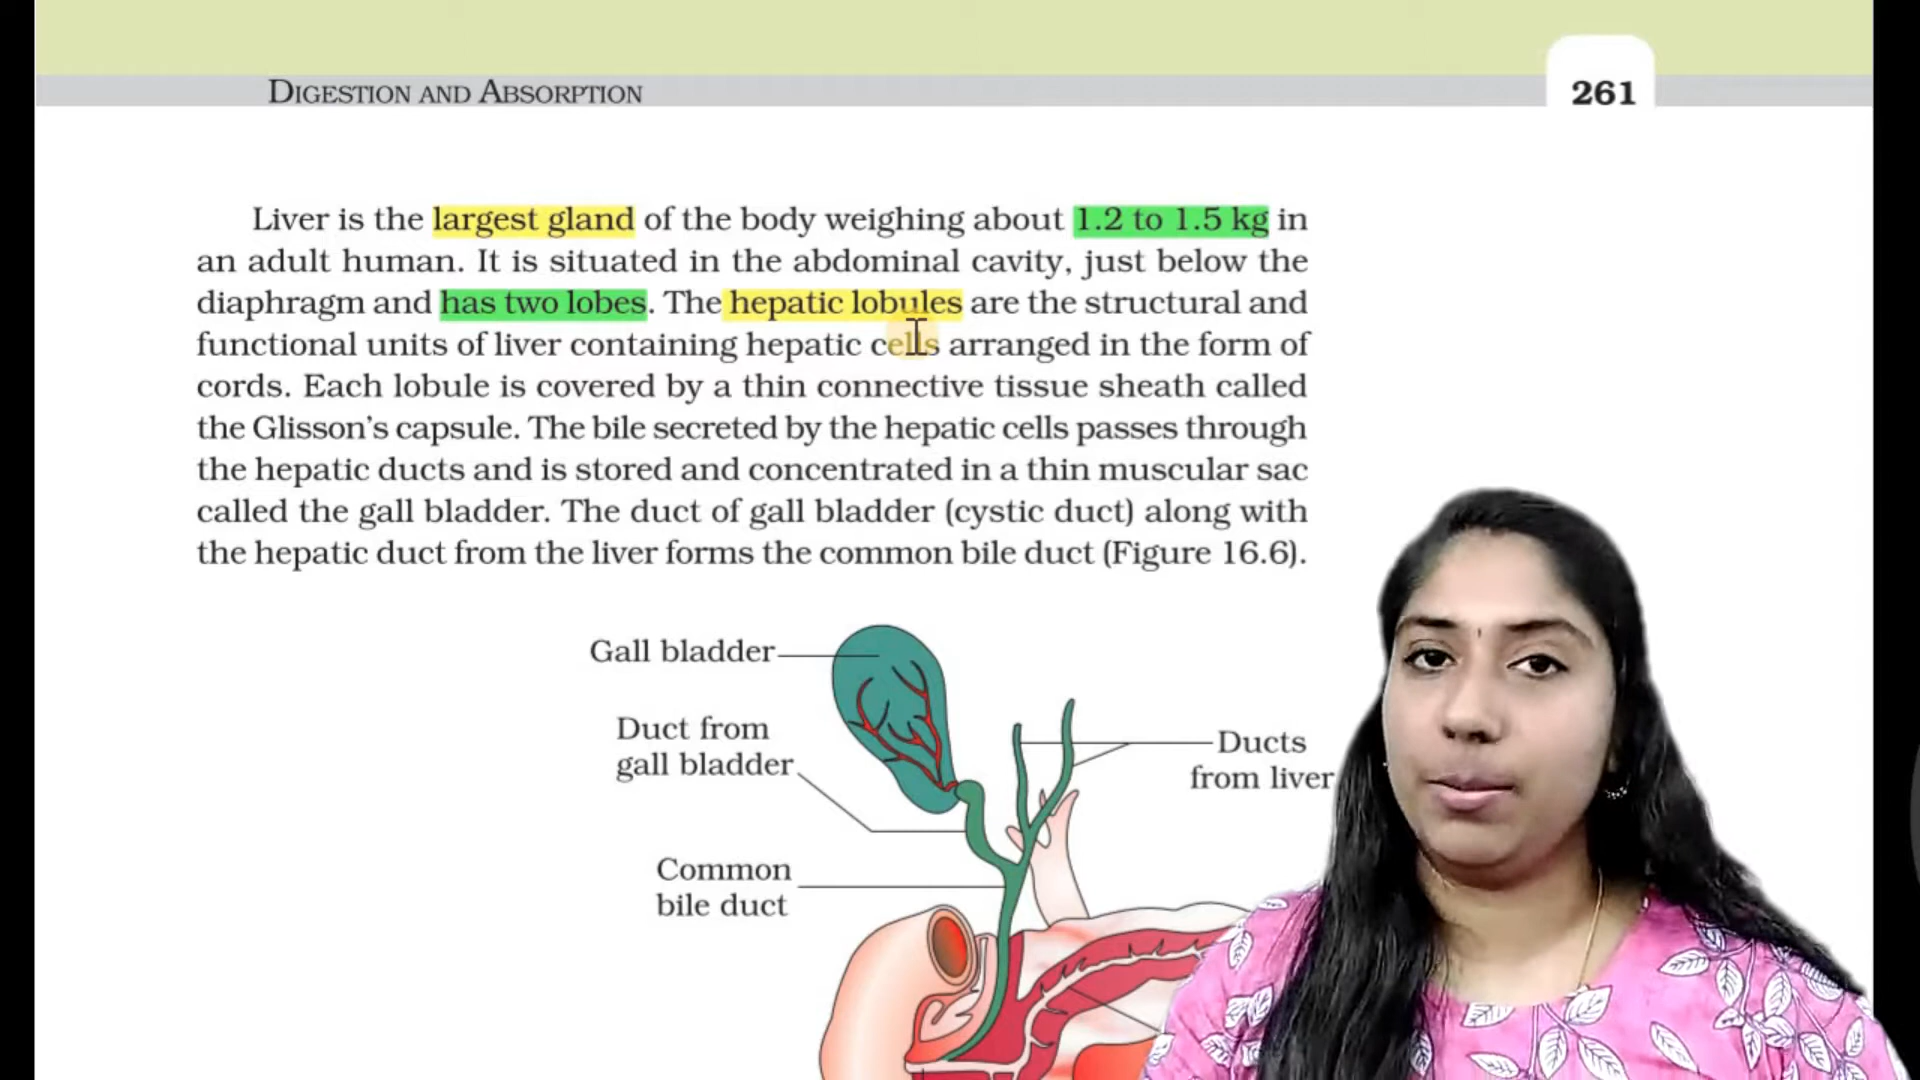 DIGESTION AND ABSORPTION
261
Liver is the largest gland of the body weighing about 1.2 to 1.5 kg in
an adult human. It is situated in the abdominal cavity, just below the
diaphragm and has two lobes. The hepatic lobules are the structural and
functional units of liver containing hepatic cells arranged in the form of
cords. Each lobule is covered by a thin connective tissue sheath called
the Glisson's capsule. The bile secreted by the hepatic cells passes through
the hepatic ducts and is stored and concentrated in a thin muscular sac
called the gall bladder. The duct of gall bladder (cystic duct) along with
the hepatic duct from the liver forms the common bile duct (Figure 16.6).
Gall bladder
Duct from
gall bladder
Ducts
from liver
Common
bile duct